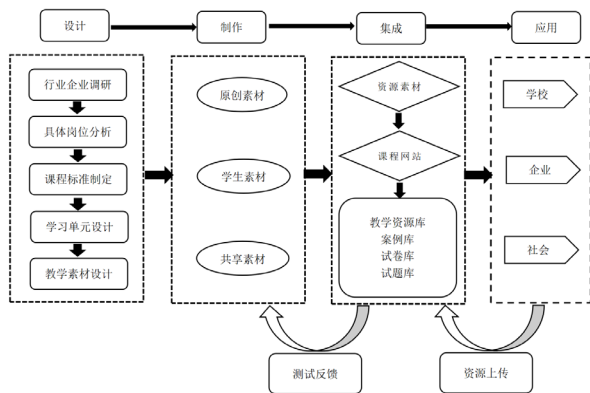 设计
制作
集成
应用
行业企业调研
具体岗位分析
课程标准制定
学习单元设计
教学素材设计
原创素材
学生素材
共享素材
资源素材
课程网站
教学资源库
案例库
试卷库
试题库
学校
企业
社会
测试反馈
资源上传